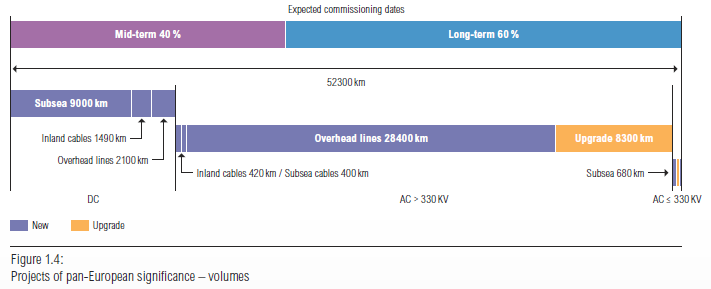 Expected commissioning dates
Mid-term 40 %
Long-term 60 %
52300 km
Subsea 9000 km
Inland cables 1490 km
Overhead lines 2100 km
Overhead lines 28400 km
Upgrade 8300 km
Inland cables 420 km / Subsea cables 400 km
Subsea 680 km
DC
AC > 330 KV
AC ≤ 330 KV
New
Upgrade
Figure 1.4:
Projects of pan-European significance – volumes